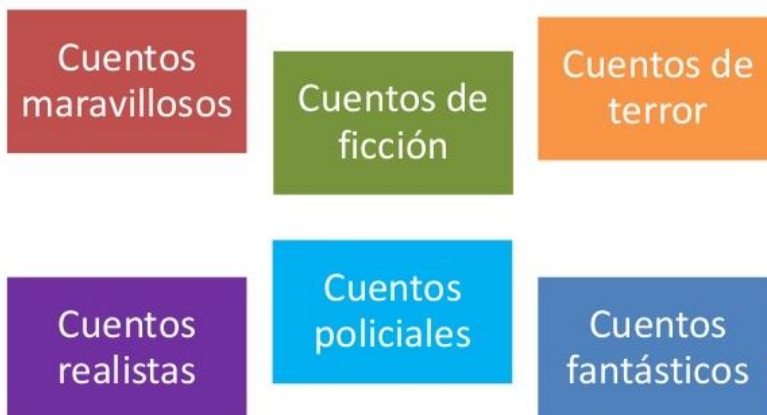 Cuentos
maravillosos
Cuentos de
ficción
Cuentos de
terror
Cuentos
realistas
Cuentos
policiales
Cuentos
fantásticos